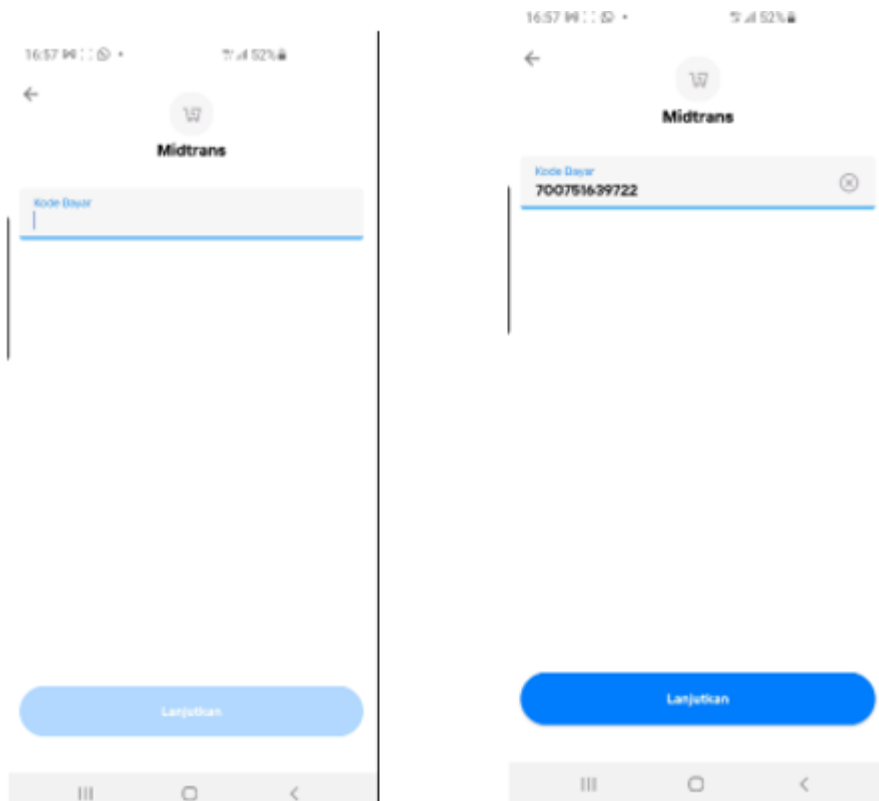 16:57
52%
Midtrans
Kode Bayar
Lanjutkan
16:57
52%
Midtrans
Kode Bayar
700751639722
Lanjutkan